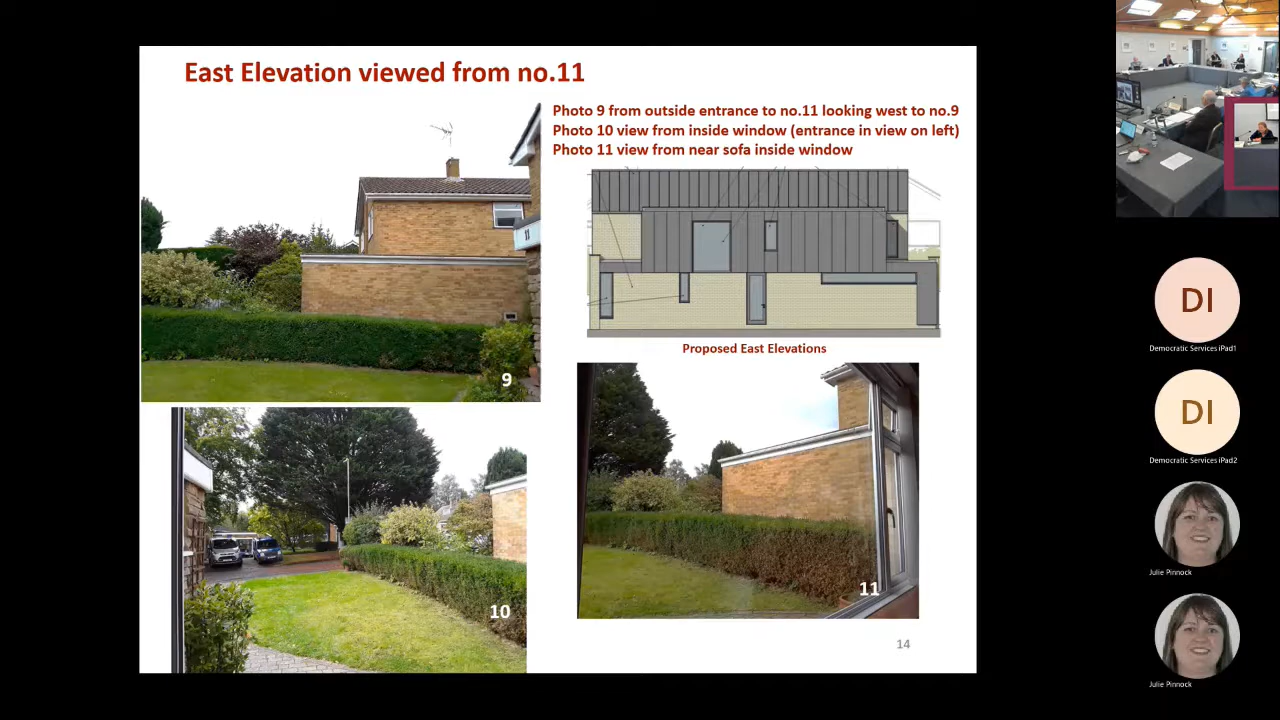 East Elevation viewed from no.11
Photo 9 from outside entrance to no.11 looking west to no.9
Photo 10 view from inside window (entrance in view on left)
Photo 11 view from near sofa inside window
Proposed East Elevations
9
10
11
14
DI
Democratic Services iPad1
DI
Democratic Services iPad2
Julie Pinnock
Julie Pinnock